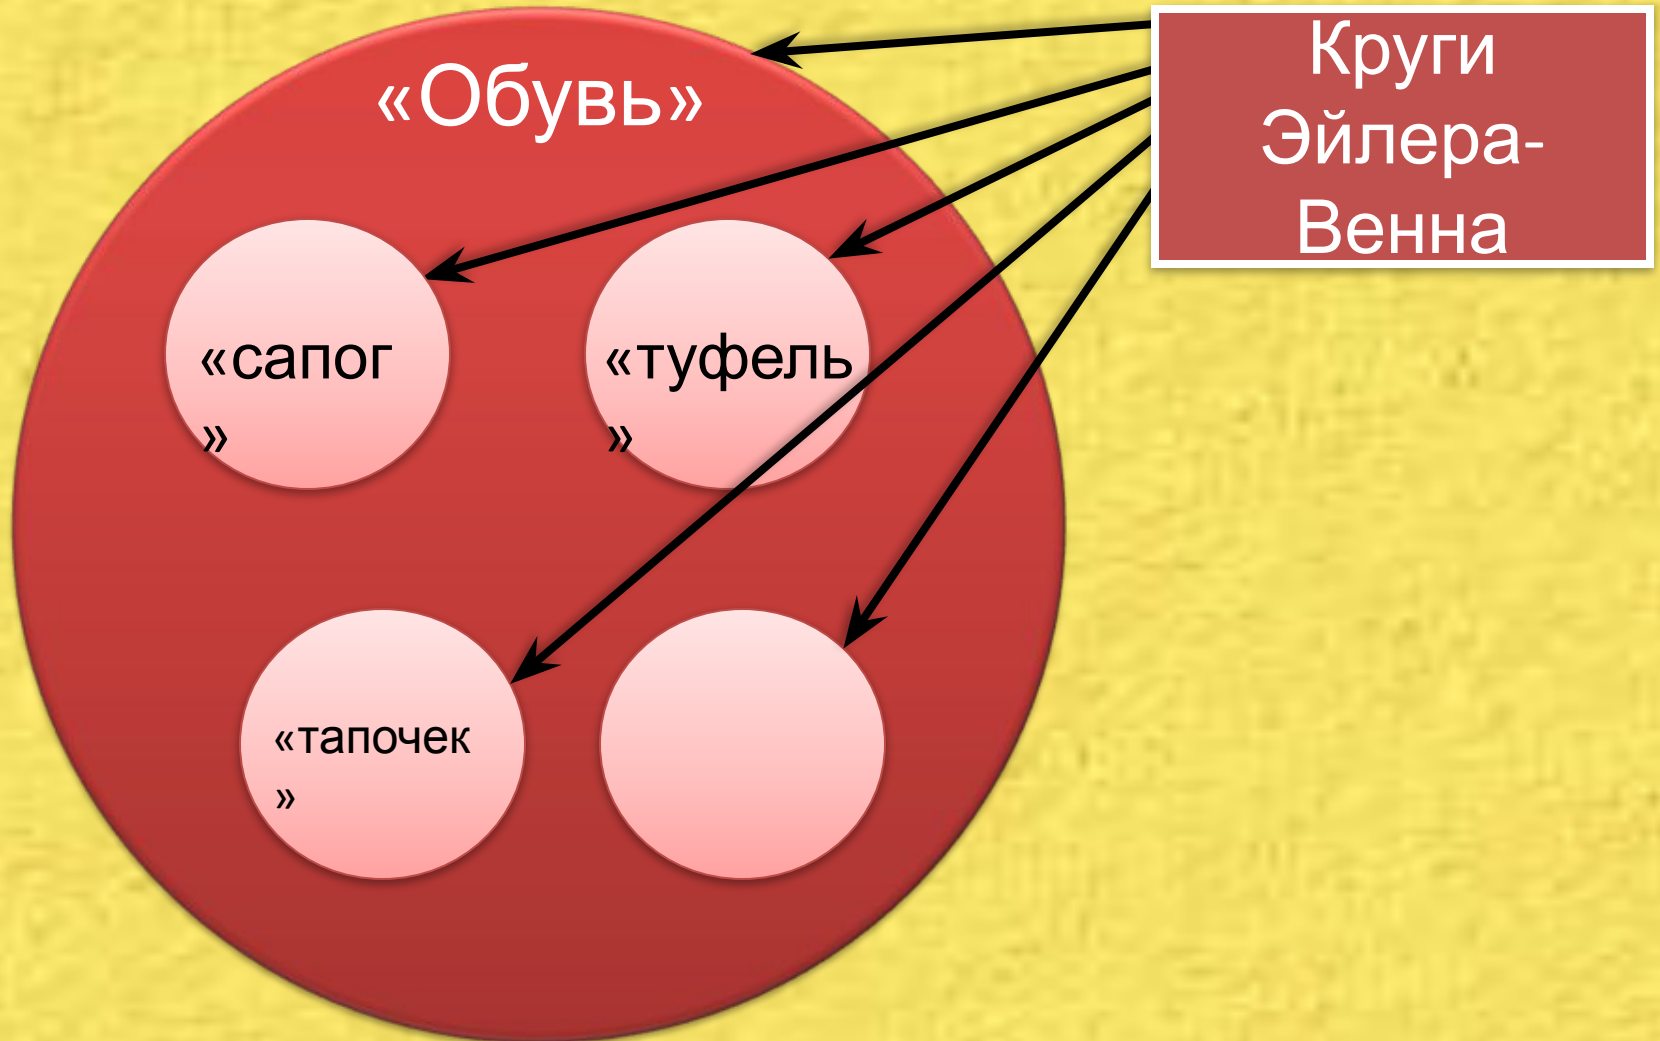 «Обувь»
Круги
Эйлера-
Венна
«сапог
»
«туфель
»
«тапочек
»